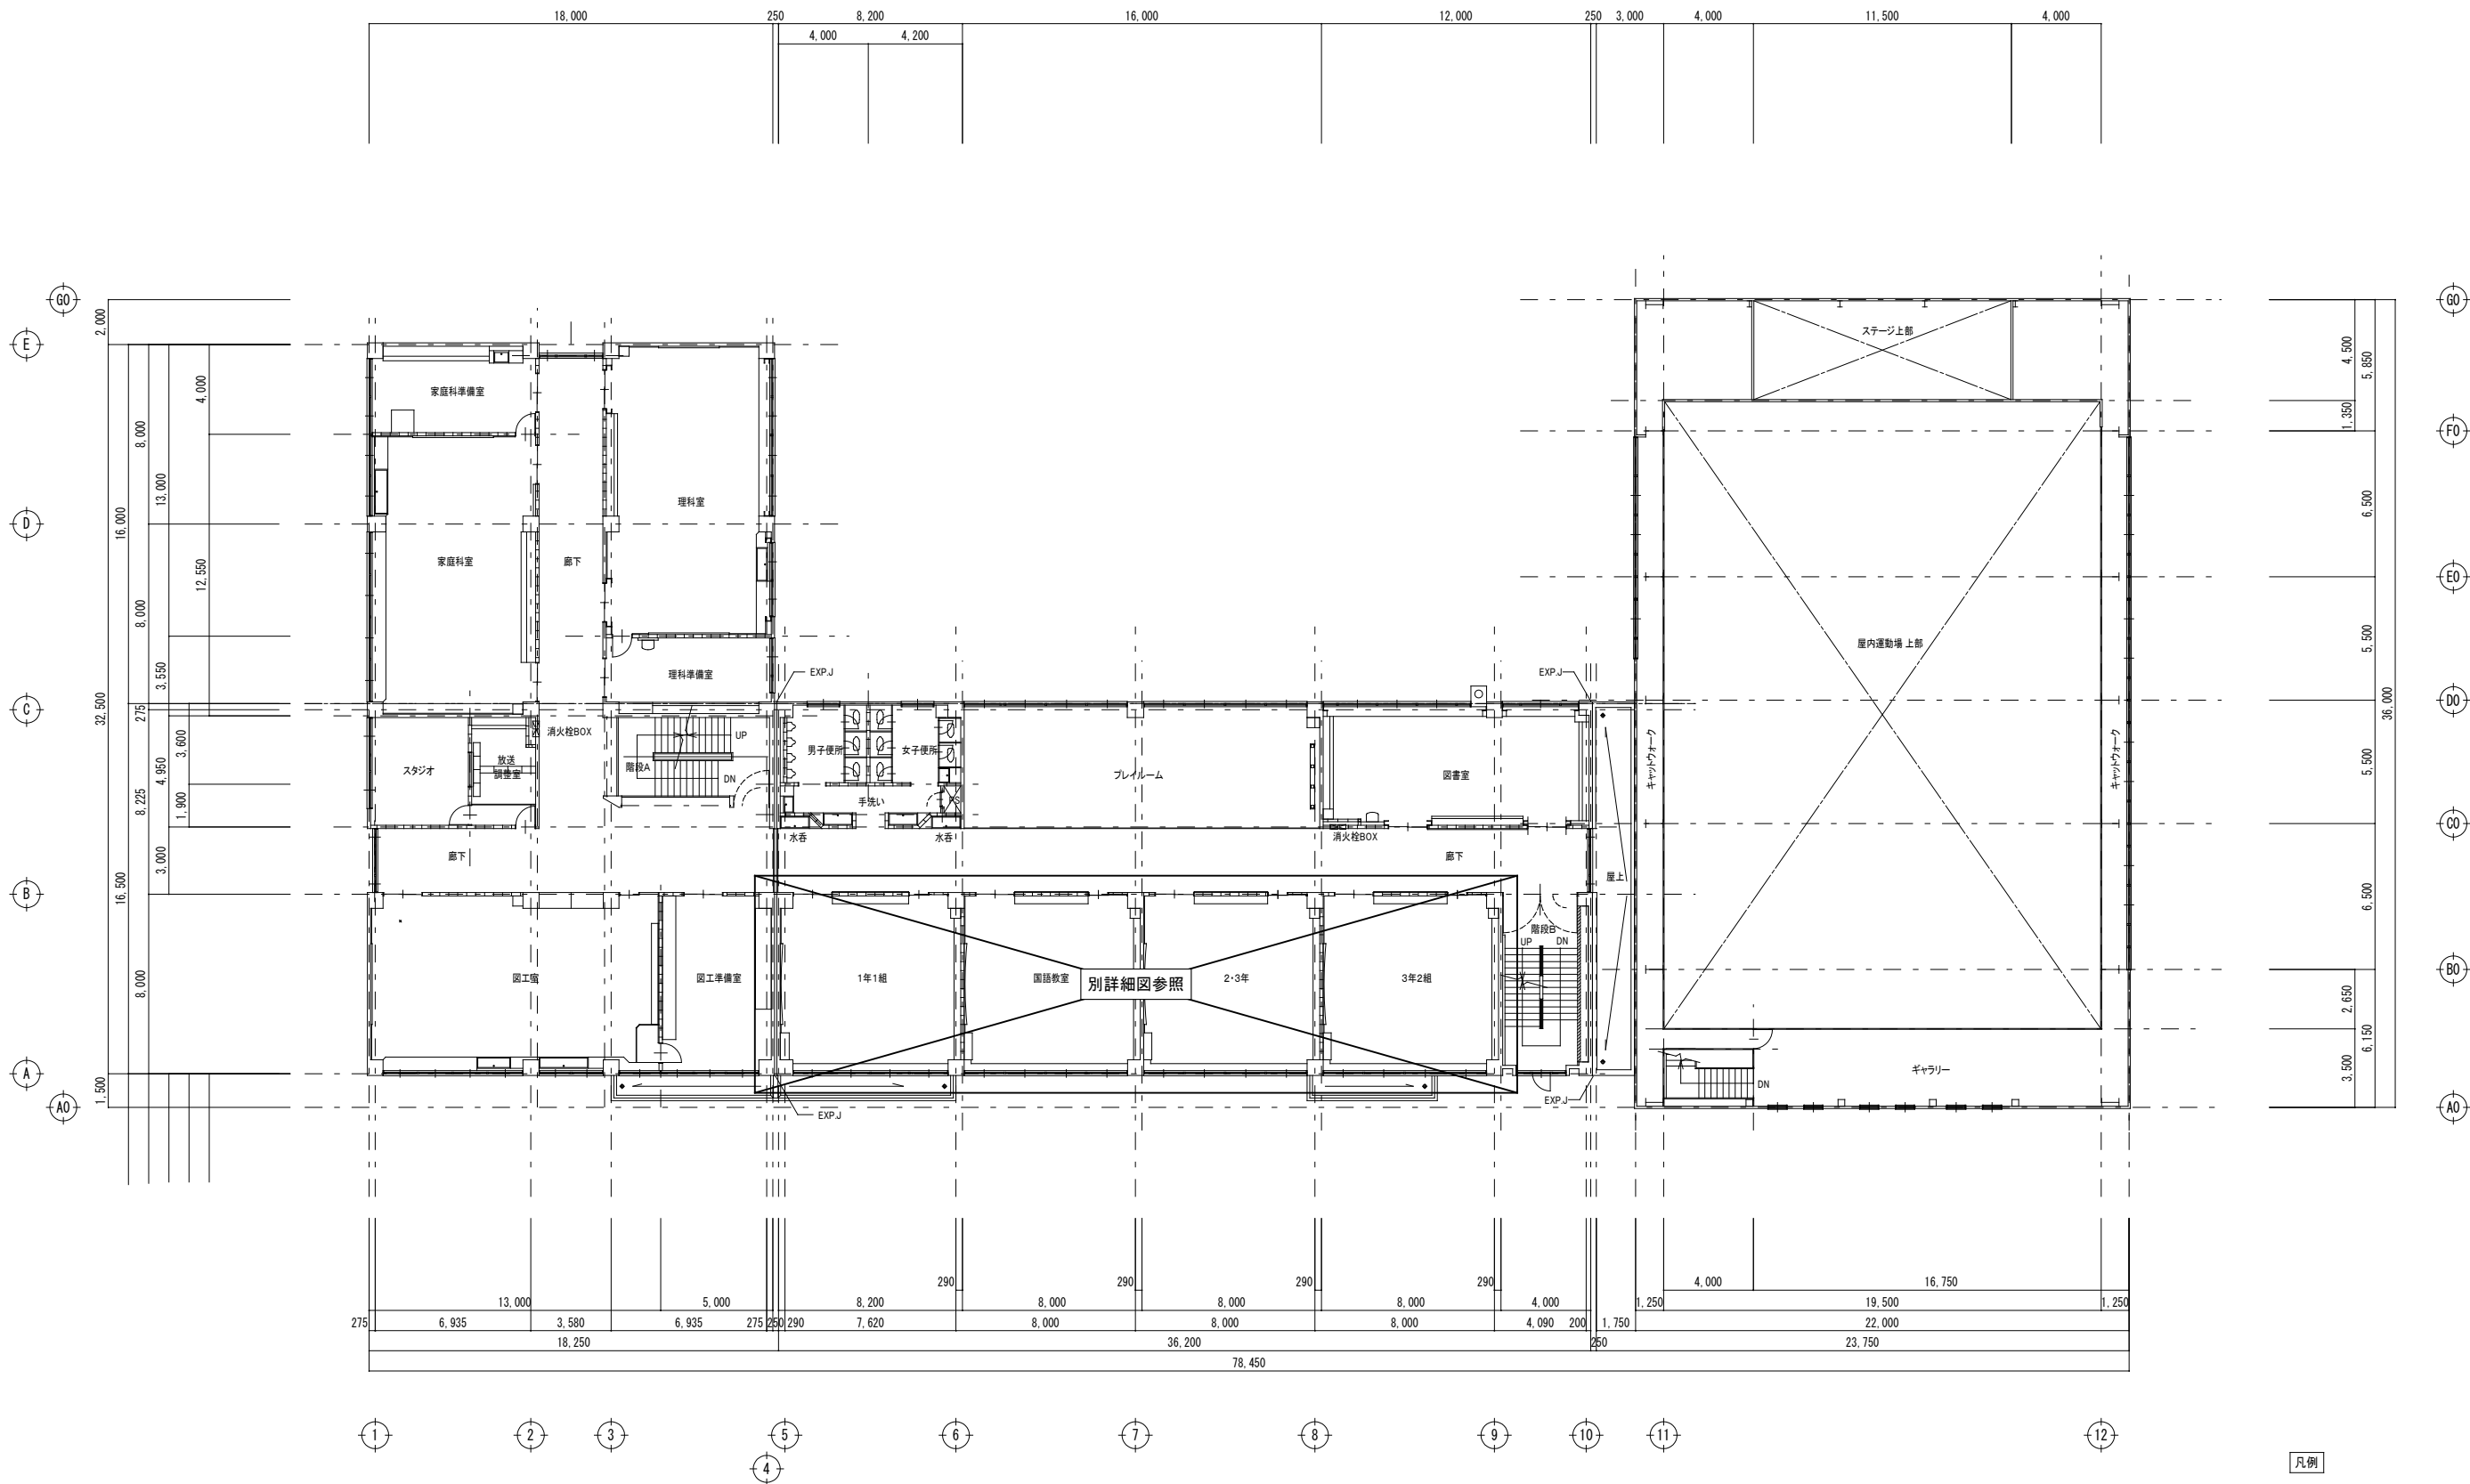 18,000 250 8,200 16,000 12,000 250 3,000 4,000 11,500 4,000
4,000 4,200
G0 G0
2,000
E
4,000
8,000
13,000
16,000
12,550
8,000
3,550
32,500
275
3,600
4,950
1,900
8,225
3,000
16,500
8,000
1,500
D
C
B
A
A0
4,500
5,850
1,350
F0
6,500
E0
5,500
D0
36,000
5,500
C0
6,500
B0
2,650
6,150
3,500
A0
ステージ上部
家庭科準備室
理科室
家庭科室
廊下
屋内運動場 上部
理科準備室
EXP.J
EXP.J
消火栓BOX
UP
男子便所
女子便所
キャットウォーク
キャットウォーク
スタジオ
放送
調整室
階段A
DN
プレイルーム
図書室
手洗い
PS
水呑
水呑
消火栓BOX
廊下
廊下
屋上
階段B
UP
DN
図工室
図工準備室
1年1組
国語教室
別詳細図参照
2・3年
3年2組
ギャラリー
DN
EXP.J
EXP.J
290 290 290 290 4,000 16,750
13,000 5,000 8,200 8,000 8,000 8,000 4,000 1,250 19,500 1,250
275 6,935 3,580 6,935 275 250 290 7,620 8,000 8,000 8,000 4,090 200 1,750 22,000
18,250 36,200 250 23,750
78,450
1 2 3 5 6 7 8 9 10 11 12
4
凡例